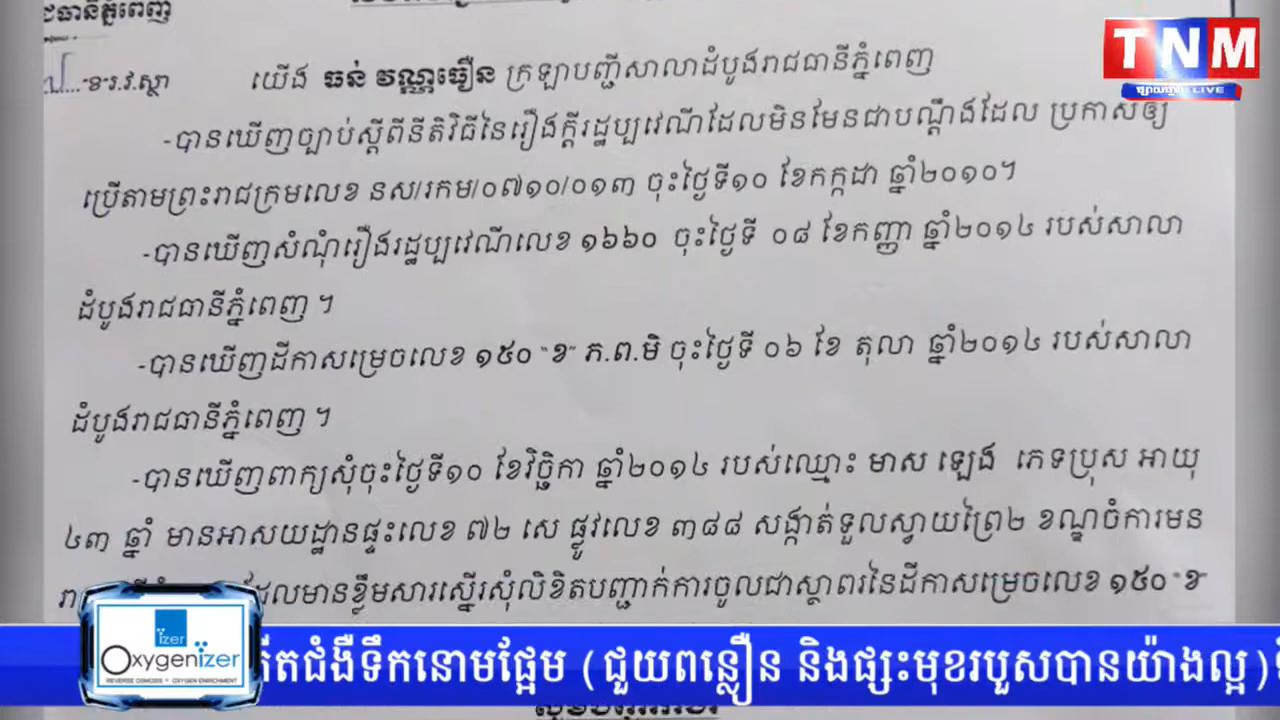 ជធានីភ្នំពេញ
TNM
LIVE
ខ.រ.វ.ស្ថា
យើង ធន់ វណ្ណធឿន ក្រឡាបញ្ជីសាលាដំបូងរាជធានីភ្នំពេញ
-បានឃើញច្បាប់ស្តីពីនីតិវិធីនៃរឿងក្តីរដ្ឋប្បវេណីដែលមិនមែនជាបណ្តឹងដែល ប្រកាសឲ្យ
ប្រើតាមព្រះរាជក្រមលេខ នស/រកម/០៧១០/០១៣ ចុះថ្ងៃទី១០ ខែកក្កដា ឆ្នាំ២០១០។
-បានឃើញសំណុំរឿងរដ្ឋប្បវេណីលេខ ១៦៦០ ចុះថ្ងៃទី ០៨ ខែកញ្ញា ឆ្នាំ២០១៤ របស់សាលា
ដំបូងរាជធានីភ្នំពេញ ។
-បានឃើញដីកាសម្រេចលេខ ១៥០ "ខ" ភ.ព.មិ ចុះថ្ងៃទី ០៦ ខែ តុលា ឆ្នាំ២០១៤ របស់សាលា
ដំបូងរាជធានីភ្នំពេញ ។
-បានឃើញពាក្យសុំចុះថ្ងៃទី១០ ខែវិច្ឆិកា ឆ្នាំ២០១៤ របស់ឈ្មោះ មាស ឡេង ភេទប្រុស អាយុ
៤៣ ឆ្នាំ មានអាសយដ្ឋានផ្ទះលេខ ៧២ សេ ផ្លូវលេខ ៣៨៨ សង្កាត់ទួលស្វាយព្រៃ២ ខណ្ឌចំការមន
ដែលមានខ្លឹមសារស្នើរសុំលិខិតបញ្ជាក់ការចូលជាស្ថាពរនៃដីកាសម្រេចលេខ ១៥០ "ខ"
izer
Oxygenizer
REVERSE OSMOSIS + OXYGEN ENRICHMENT
កើតជំងឺទឹកនោមផ្អែម (ជួយពន្លឿន និងផ្សះមុខរបួសបានយ៉ាងល្អ)